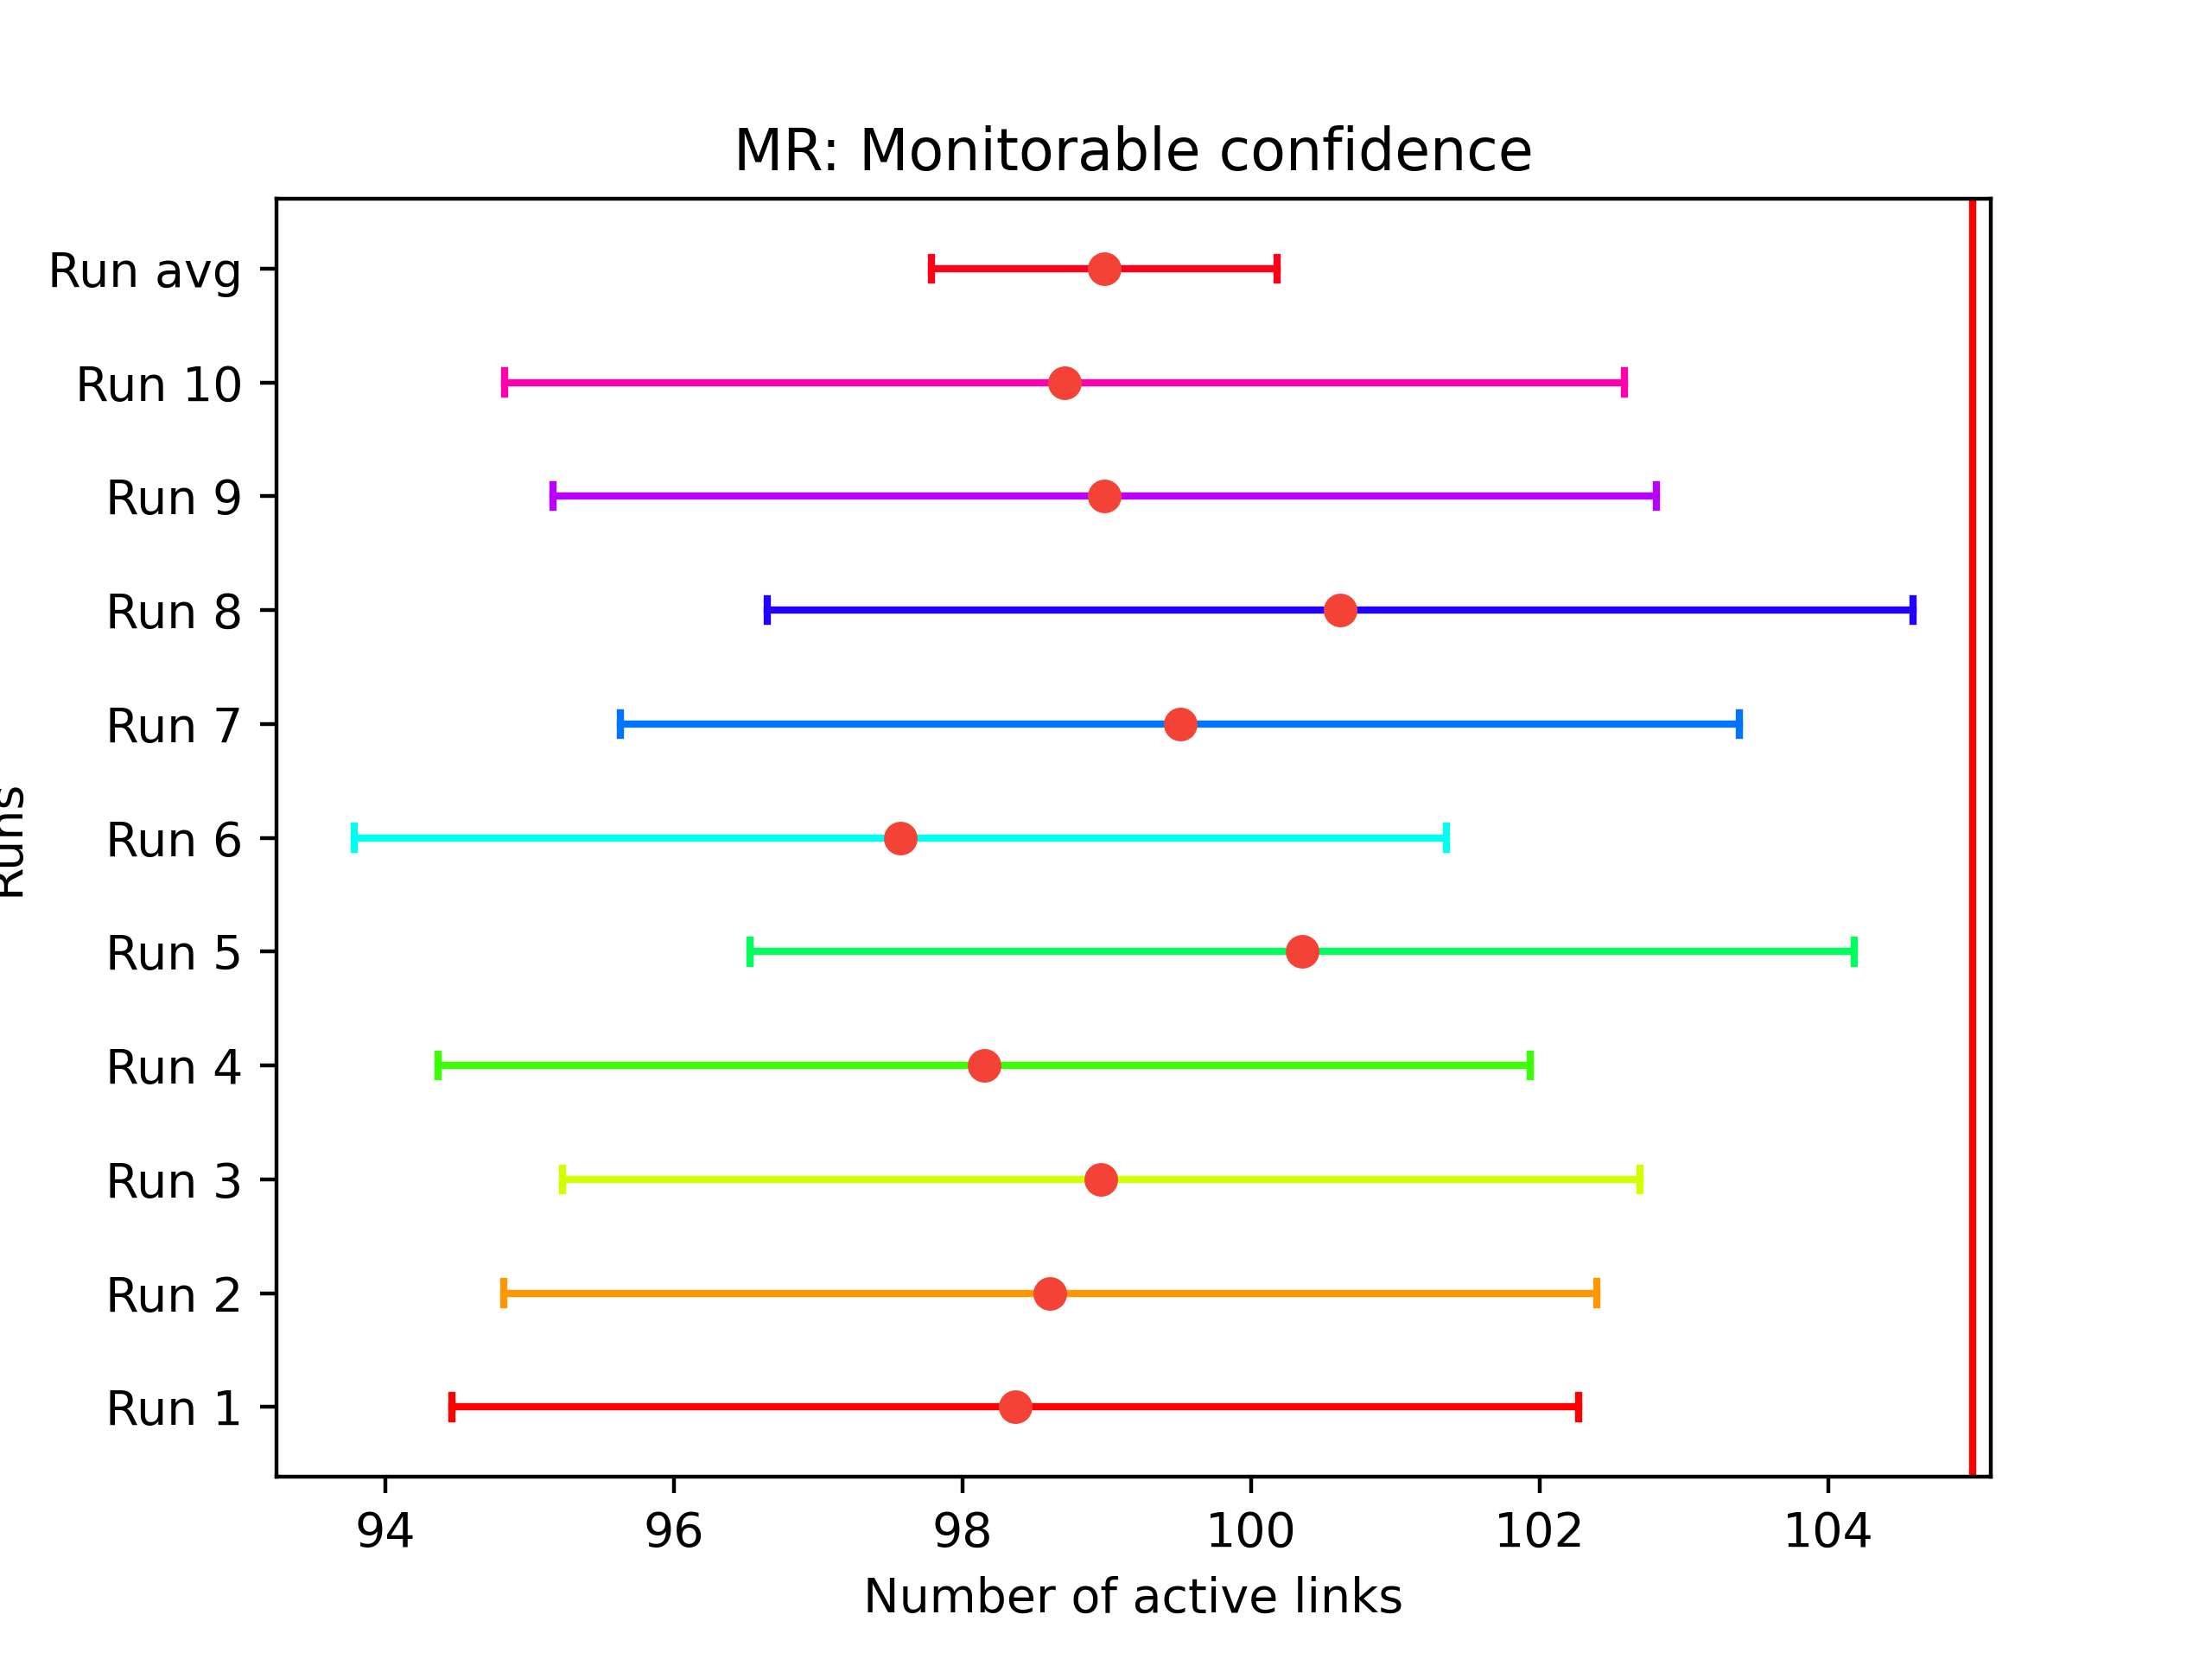 MR: Monitorable confidence
Run avg
Run 10
Run 9
Run 8
Run 7
Run 6
Run 5
Run 4
Run 3
Run 2
Run 1
Runs
94 96 98 100 102 104
Number of active links